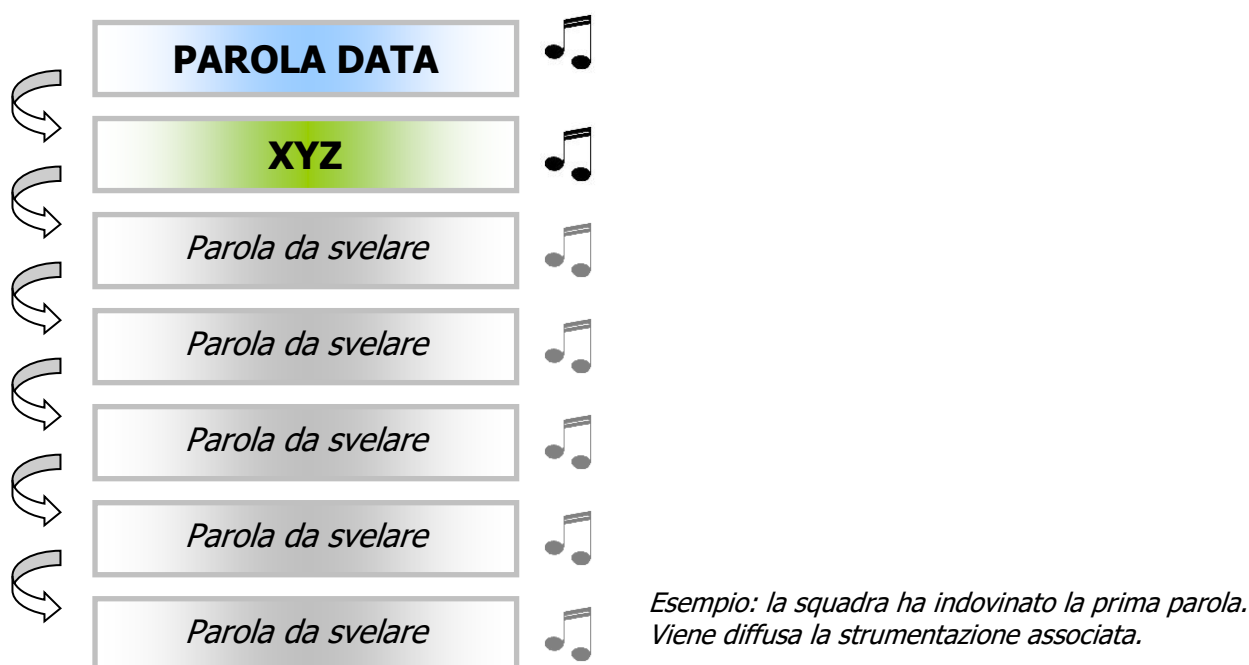 PAROLA DATA
XYZ
Parola da svelare
Parola da svelare
Parola da svelare
Parola da svelare
Parola da svelare
Esempio: la squadra ha indovinato la prima parola.
Viene diffusa la strumentazione associata.